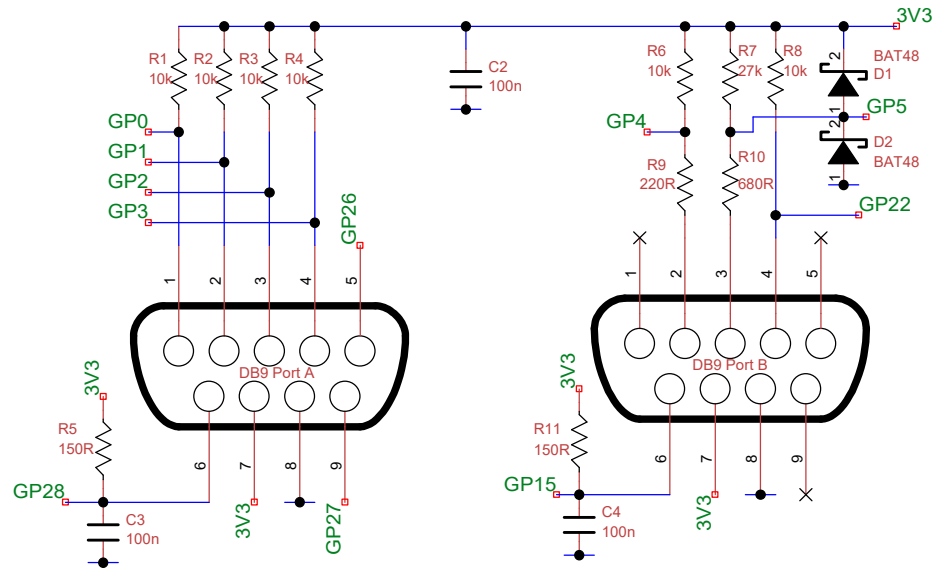 3V3
R1
10k
R2
10k
R3
10k
R4
10k
C2
100n
R6
10k
R7
27k
R8
10k
2
BAT48
D1
1
GP0
GP1
GP2
GP3
GP26
GP4
GP5
2
D2
BAT48
1
R9
220R
R10
680R
GP22
1
2
3
4
5
1
2
3
4
5
DB9 Port A
DB9 Port B
3V3
R5
150R
GP28
C3
100n
6
7
8
9
3V3
GP27
3V3
R11
150R
GP15
C4
100n
6
7
8
9
3V3